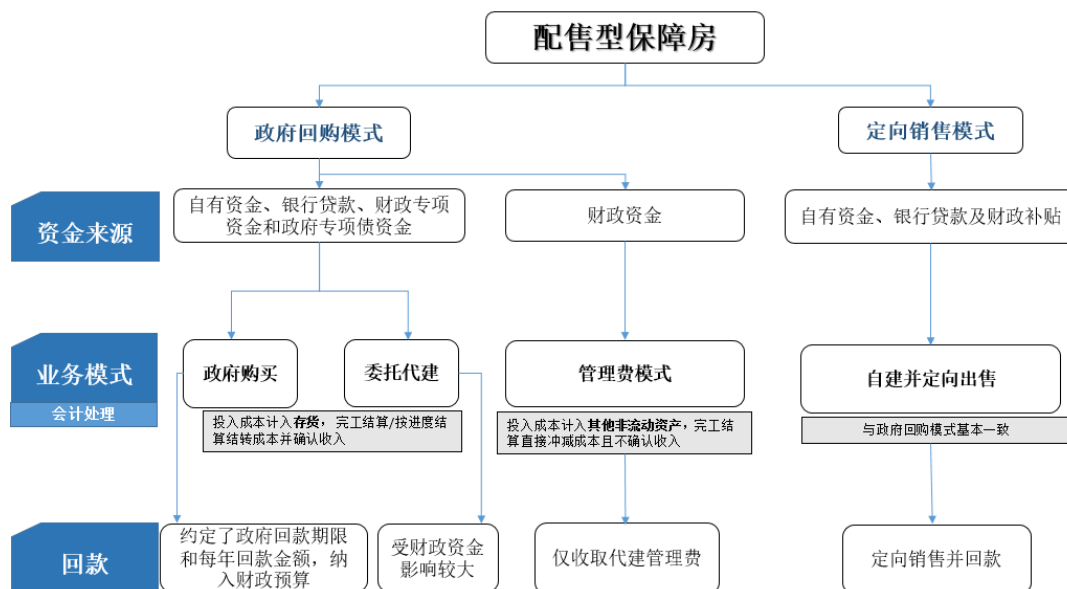 配售型保障房
政府回购模式
定向销售模式
资金来源
自有资金、银行贷款、财政专项
资金和政府专项债资金
财政资金
自有资金、银行贷款及财政补贴
业务模式
会计处理
政府购买
委托代建
管理费模式
自建并定向出售
投入成本计入存货，完工结算/按进度结
算结转成本并确认收入
投入成本计入其他非流动资产，完工结
算直接冲减成本且不确认收入
与政府回购模式基本一致
回款
约定了政府回款期限
和每年回款金额，纳
入财政预算
受财政资金
影响较大
仅收取代建管理费
定向销售并回款